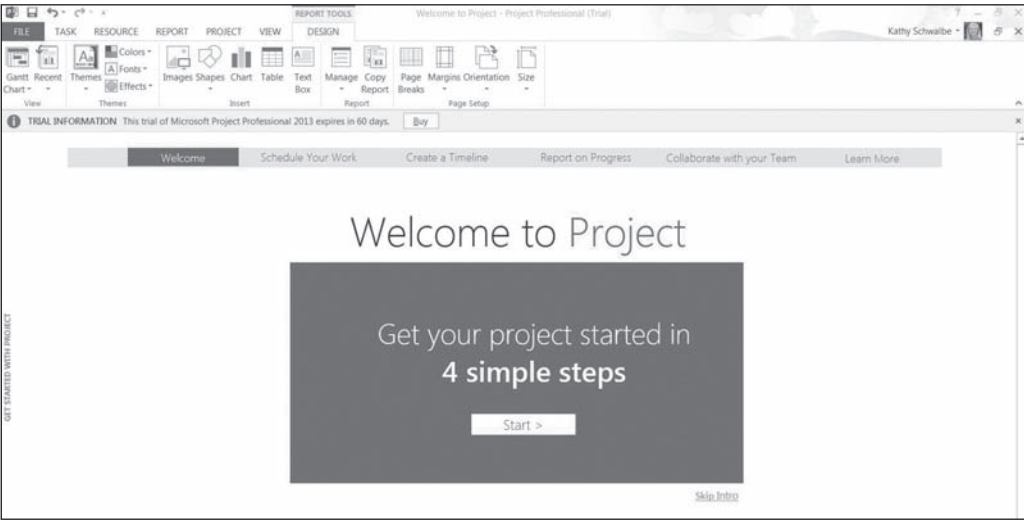 REPORT TOOLS
Welcome to Project - Project Professional (Trial)
FILE TASK RESOURCE REPORT PROJECT VIEW DESIGN
Kathy Schwalbe
Gantt Chart
Recent
Themes
Colors
Fonts
Effects
Images
Shapes
Chart
Table
Text Box
Manage
Copy Report
Page Breaks
Margins
Orientation
Size
View Themes Insert Report Page Setup
TRIAL INFORMATION This trial of Microsoft Project Professional 2013 expires in 60 days. Buy
Welcome Schedule Your Work Create a Timeline Report on Progress Collaborate with your Team Learn More
Welcome to Project
Get your project started in
4 simple steps
Start >
Skip Intro
GET STARTED WITH PROJECT